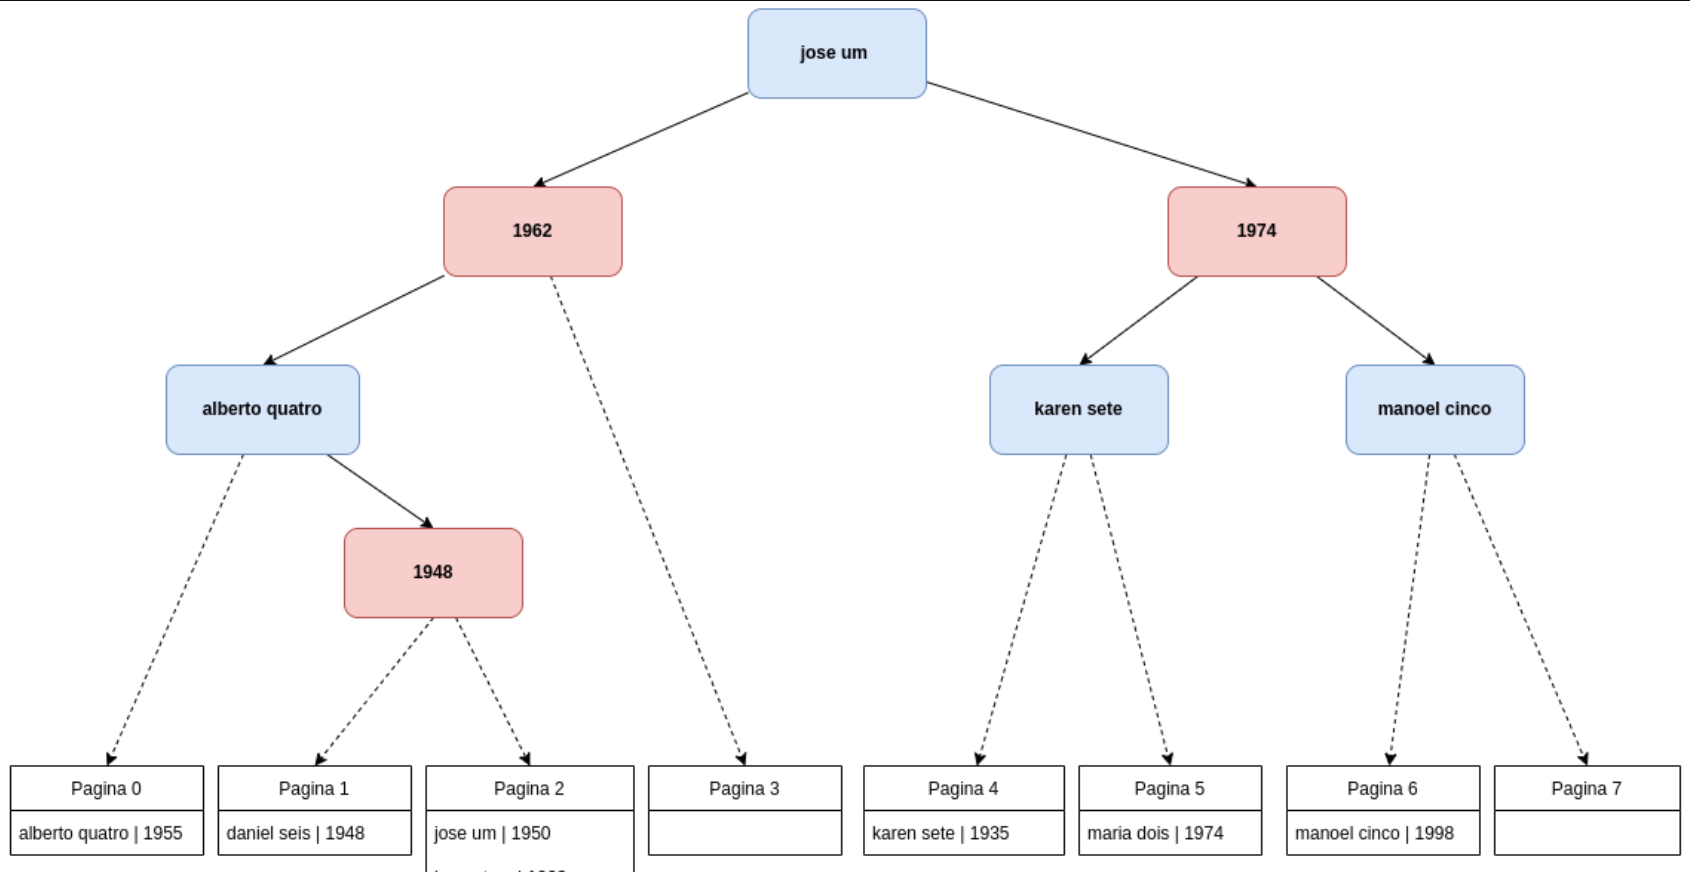 jose um
1962
1974
alberto quatro
karen sete
manoel cinco
1948
Pagina 0
Pagina 1
Pagina 2
Pagina 3
Pagina 4
Pagina 5
Pagina 6
Pagina 7
alberto quatro | 1955
daniel seis | 1948
jose um | 1950
karen sete | 1935
maria dois | 1974
manoel cinco | 1998